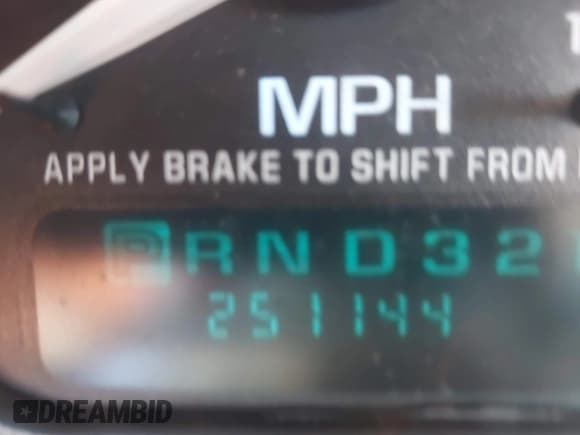 MPH
APPLY BRAKE TO SHIFT FROM
P R N D 3 2
251144
DREAMBID